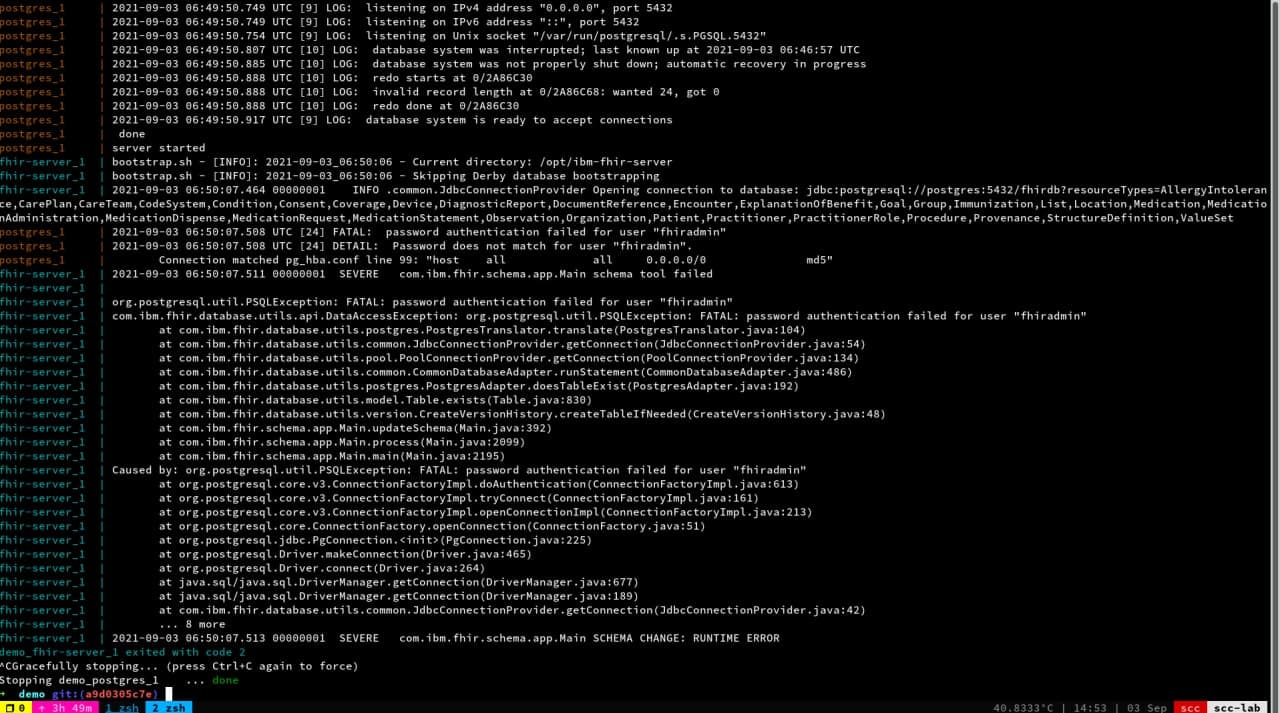 postgres_1     | 2021-09-03 06:49:50.749 UTC [9] LOG:  listening on IPv4 address "0.0.0.0", port 5432
postgres_1     | 2021-09-03 06:49:50.749 UTC [9] LOG:  listening on IPv6 address "::", port 5432
postgres_1     | 2021-09-03 06:49:50.754 UTC [9] LOG:  listening on Unix socket "/var/run/postgresql/.s.PGSQL.5432"
postgres_1     | 2021-09-03 06:49:50.807 UTC [10] LOG:  database system was interrupted; last known up at 2021-09-03 06:46:57 UTC
postgres_1     | 2021-09-03 06:49:50.885 UTC [10] LOG:  database system was not properly shut down; automatic recovery in progress
postgres_1     | 2021-09-03 06:49:50.888 UTC [10] LOG:  redo starts at 0/2A86C30
postgres_1     | 2021-09-03 06:49:50.888 UTC [10] LOG:  invalid record length at 0/2A86C68: wanted 24, got 0
postgres_1     | 2021-09-03 06:49:50.888 UTC [10] LOG:  redo done at 0/2A86C30
postgres_1     | 2021-09-03 06:49:50.917 UTC [9] LOG:  database system is ready to accept connections
postgres_1     |  done
postgres_1     | server started
fhir-server_1  | bootstrap.sh - [INFO]: 2021-09-03_06:50:06 - Current directory: /opt/ibm-fhir-server
fhir-server_1  | bootstrap.sh - [INFO]: 2021-09-03_06:50:06 - Skipping Derby database bootstrapping
fhir-server_1  | 2021-09-03 06:50:07.464 00000001    INFO .common.JdbcConnectionProvider Opening connection to database: jdbc:postgresql://postgres:5432/fhirdb?resourceTypes=AllergyIntoleran
ce,CarePlan,CareTeam,CodeSystem,Condition,Consent,Coverage,Device,DiagnosticReport,DocumentReference,Encounter,ExplanationOfBenefit,Goal,Group,Immunization,List,Location,Medication,Medicatio
nAdministration,MedicationDispense,MedicationRequest,MedicationStatement,Observation,Organization,Patient,Practitioner,PractitionerRole,Procedure,Provenance,StructureDefinition,ValueSet
postgres_1     | 2021-09-03 06:50:07.508 UTC [24] FATAL:  password authentication failed for user "fhiradmin"
postgres_1     | 2021-09-03 06:50:07.508 UTC [24] DETAIL:  Password does not match for user "fhiradmin".
postgres_1     |        Connection matched pg_hba.conf line 99: "host    all             all     0.0.0.0/0               md5"
fhir-server_1  | 2021-09-03 06:50:07.511 00000001  SEVERE   com.ibm.fhir.schema.app.Main schema tool failed
fhir-server_1  |
fhir-server_1  | org.postgresql.util.PSQLException: FATAL: password authentication failed for user "fhiradmin"
fhir-server_1  | com.ibm.fhir.database.utils.api.DataAccessException: org.postgresql.util.PSQLException: FATAL: password authentication failed for user "fhiradmin"
fhir-server_1  |        at com.ibm.fhir.database.utils.postgres.PostgresTranslator.translate(PostgresTranslator.java:104)
fhir-server_1  |        at com.ibm.fhir.database.utils.common.JdbcConnectionProvider.getConnection(JdbcConnectionProvider.java:54)
fhir-server_1  |        at com.ibm.fhir.database.utils.pool.PoolConnectionProvider.getConnection(PoolConnectionProvider.java:134)
fhir-server_1  |        at com.ibm.fhir.database.utils.common.CommonDatabaseAdapter.runStatement(CommonDatabaseAdapter.java:486)
fhir-server_1  |        at com.ibm.fhir.database.utils.postgres.PostgresAdapter.doesTableExist(PostgresAdapter.java:192)
fhir-server_1  |        at com.ibm.fhir.database.utils.model.Table.exists(Table.java:830)
fhir-server_1  |        at com.ibm.fhir.database.utils.version.CreateVersionHistory.createTableIfNeeded(CreateVersionHistory.java:48)
fhir-server_1  |        at com.ibm.fhir.schema.app.Main.updateSchema(Main.java:392)
fhir-server_1  |        at com.ibm.fhir.schema.app.Main.process(Main.java:2099)
fhir-server_1  |        at com.ibm.fhir.schema.app.Main.main(Main.java:2195)
fhir-server_1  | Caused by: org.postgresql.util.PSQLException: FATAL: password authentication failed for user "fhiradmin"
fhir-server_1  |        at org.postgresql.core.v3.ConnectionFactoryImpl.doAuthentication(ConnectionFactoryImpl.java:613)
fhir-server_1  |        at org.postgresql.core.v3.ConnectionFactoryImpl.tryConnect(ConnectionFactoryImpl.java:161)
fhir-server_1  |        at org.postgresql.core.v3.ConnectionFactoryImpl.openConnectionImpl(ConnectionFactoryImpl.java:213)
fhir-server_1  |        at org.postgresql.core.ConnectionFactory.openConnection(ConnectionFactory.java:51)
fhir-server_1  |        at org.postgresql.jdbc.PgConnection.<init>(PgConnection.java:225)
fhir-server_1  |        at org.postgresql.Driver.makeConnection(Driver.java:465)
fhir-server_1  |        at org.postgresql.Driver.connect(Driver.java:264)
fhir-server_1  |        at java.sql/java.sql.DriverManager.getConnection(DriverManager.java:677)
fhir-server_1  |        at java.sql/java.sql.DriverManager.getConnection(DriverManager.java:189)
fhir-server_1  |        at com.ibm.fhir.database.utils.common.JdbcConnectionProvider.getConnection(JdbcConnectionProvider.java:42)
fhir-server_1  |        ... 8 more
fhir-server_1  | 2021-09-03 06:50:07.513 00000001  SEVERE   com.ibm.fhir.schema.app.Main SCHEMA CHANGE: RUNTIME ERROR
demo_fhir-server_1 exited with code 2
^CGracefully stopping... (press Ctrl+C again to force)
Stopping demo_postgres_1    ... done
➜  demo git:(a9d0305c7e)
❐ 0  ↑ 3h 49m  1 zsh  2 zsh  40.8333°C | 14:53 | 03 Sep  scc  scc-lab